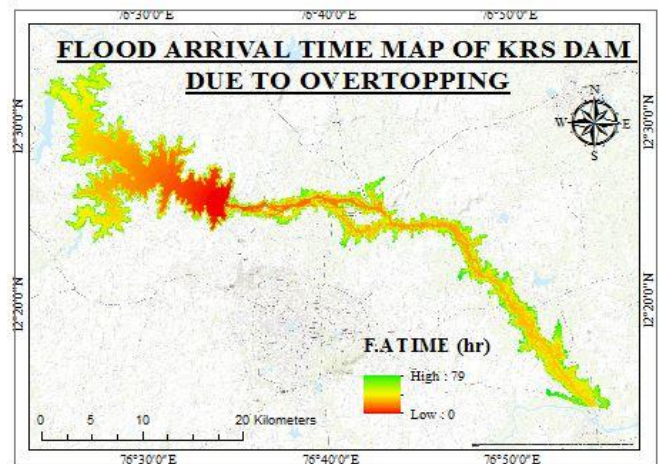 76°30'0"E 76°40'0"E 76°50'0"E
FLOOD ARRIVAL TIME MAP OF KRS DAM
DUE TO OVERTOPPING
N
W E
S
12°30'0"N 12°30'0"N
12°20'0"N 12°20'0"N
F.A TIME (hr)
High : 79
Low : 0
0 5 10 20 Kilometers
76°30'0"E 76°40'0"E 76°50'0"E